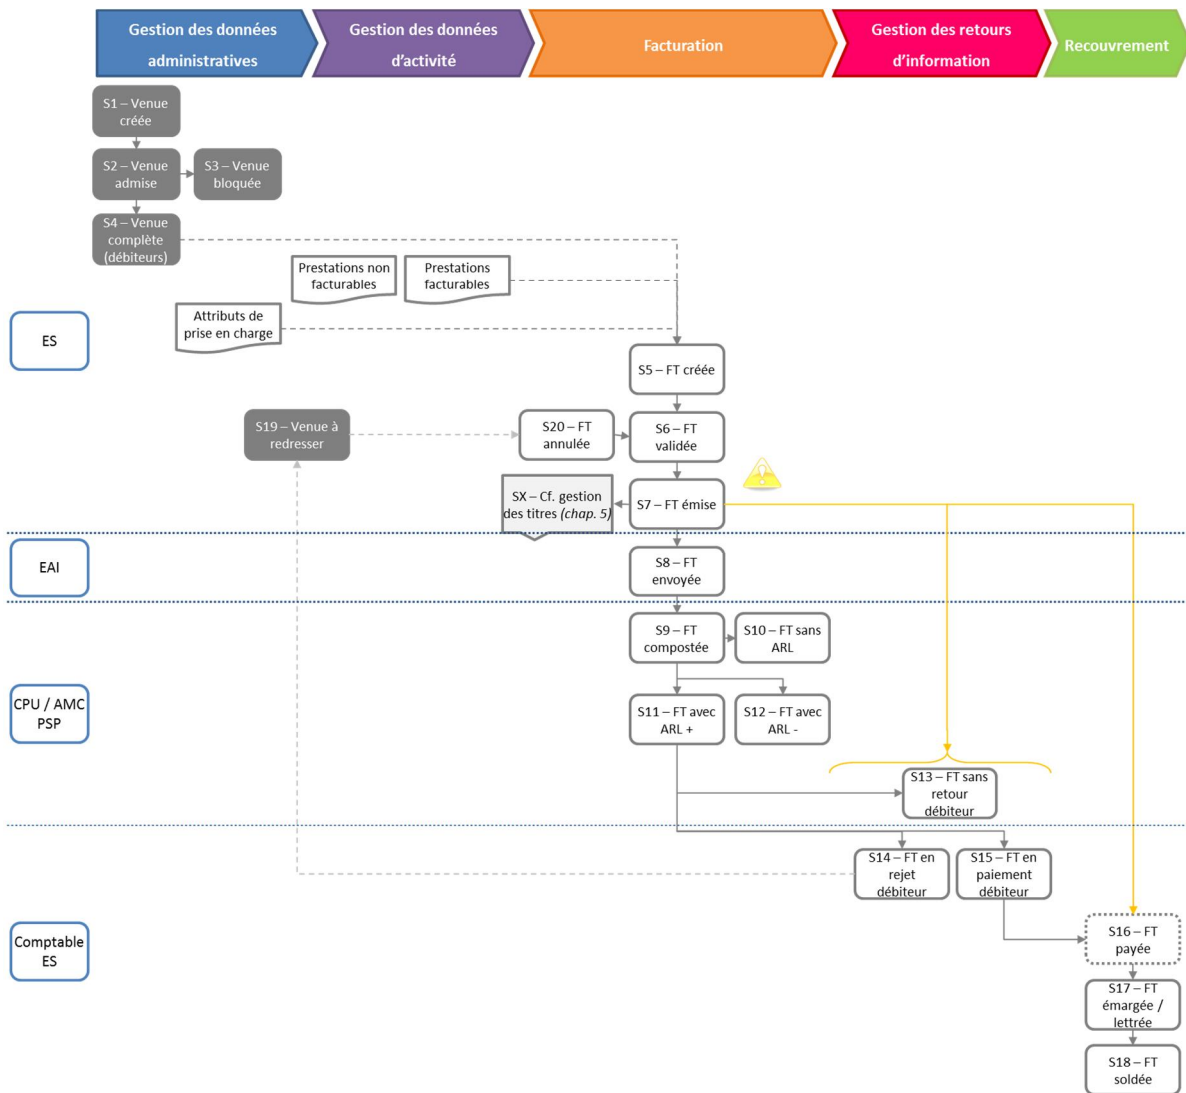 Gestion des données
administratives
Gestion des données
d'activité
Facturation
Gestion des retours
d'information
Recouvrement
S1 – Venue
créée
S2 – Venue
admise
S3 – Venue
bloquée
S4 – Venue
complète
(débiteurs)
Prestations non
facturables
Prestations
facturables
Attributs de
prise en charge
ES
S5 – FT créée
S19 – Venue à
redresser
S20 – FT
annulée
S6 – FT
validée
SX – Cf. gestion
des titres (chap. 5)
S7 – FT émise
EAI
S8 – FT
envoyée
S9 – FT
compostée
S10 – FT sans
ARL
CPU / AMC
PSP
S11 – FT avec
ARL +
S12 – FT avec
ARL -
S13 – FT sans
retour
débiteur
S14 – FT en
rejet
débiteur
S15 – FT en
paiement
débiteur
Comptable
ES
S16 – FT
payée
S17 – FT
émargée /
lettrée
S18 – FT
soldée